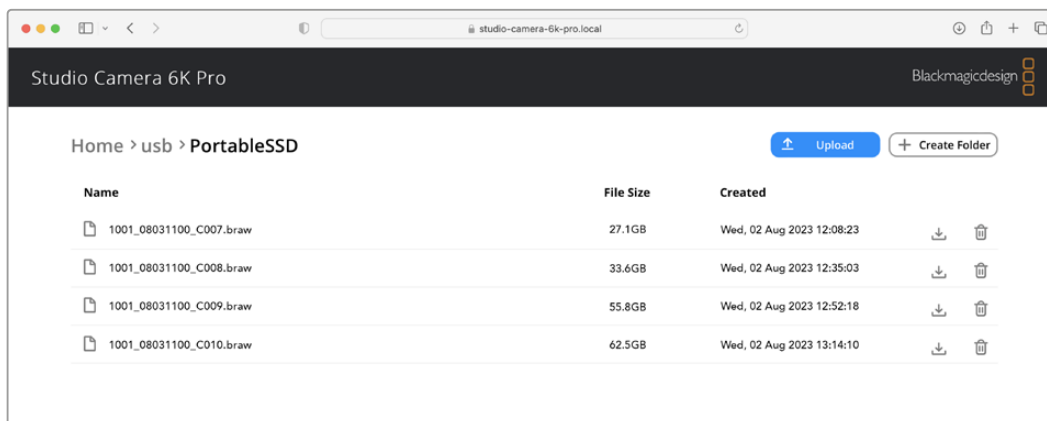 studio-camera-6k-pro.local
Studio Camera 6K Pro
Blackmagicdesign
Home > usb > PortableSSD
Upload
+ Create Folder
Name File Size Created
1001_08031100_C007.braw 27.1GB Wed, 02 Aug 2023 12:08:23
1001_08031100_C008.braw 33.6GB Wed, 02 Aug 2023 12:35:03
1001_08031100_C009.braw 55.8GB Wed, 02 Aug 2023 12:52:18
1001_08031100_C010.braw 62.5GB Wed, 02 Aug 2023 13:14:10